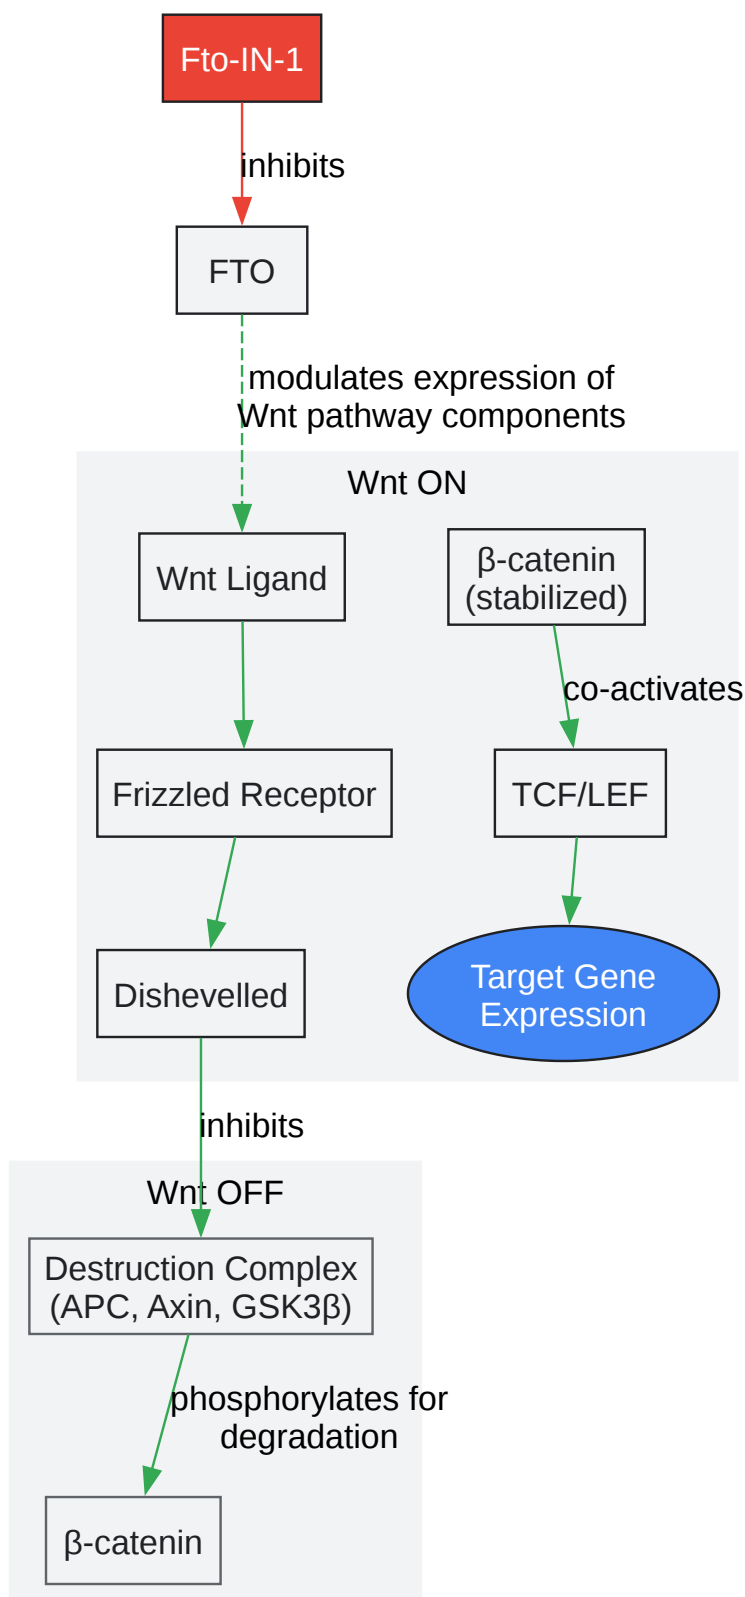 Fto-IN-1
inhibits
FTO
modulates expression of
Wnt pathway components
Wnt ON
Wnt Ligand
β-catenin
(stabilized)
co-activates
Frizzled Receptor
TCF/LEF
Dishevelled
Target Gene
Expression
inhibits
Wnt OFF
Destruction Complex
(APC, Axin, GSK3β)
phosphorylates for
degradation
β-catenin